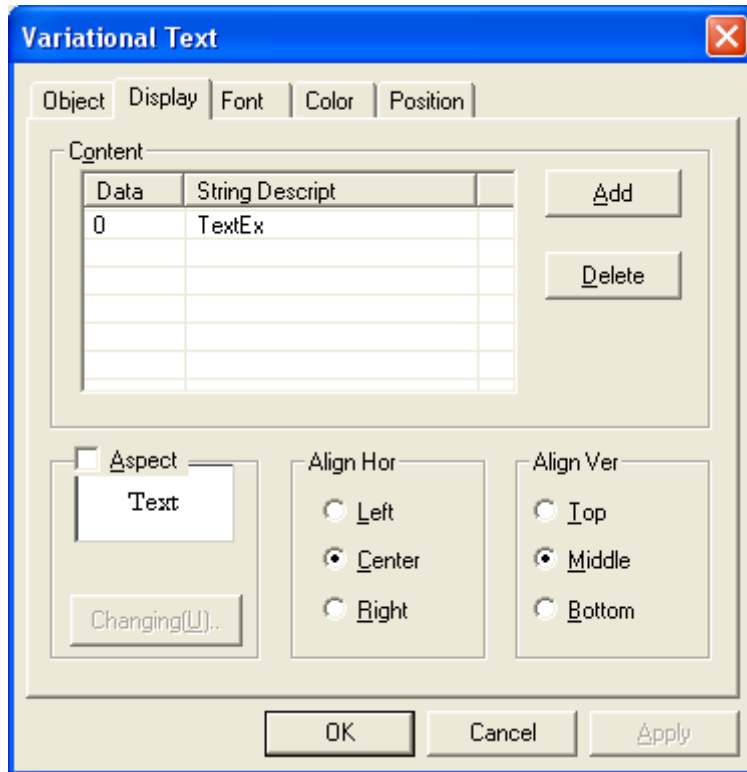 Variational Text
Object Display Font Color Position
Content
Data String Descript
0 TextEx
Add
Delete
Aspect
Text
Changing(U)..
Align Hor
Left
Center
Right
Align Ver
Top
Middle
Bottom
OK Cancel Apply